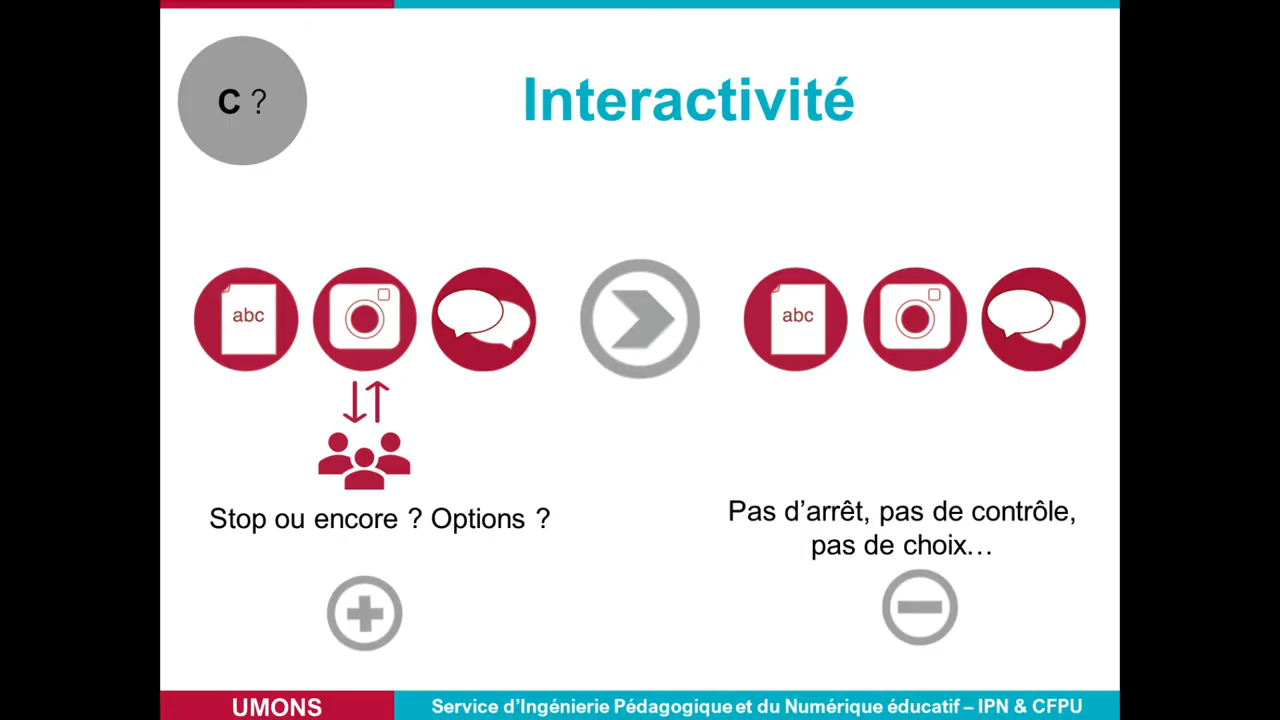 C ?
Interactivité
abc
abc
Stop ou encore ? Options ?
Pas d’arrêt, pas de contrôle,
pas de choix…
UMONS
Service d’Ingénierie Pédagogique et du Numérique éducatif – IPN & CFPU